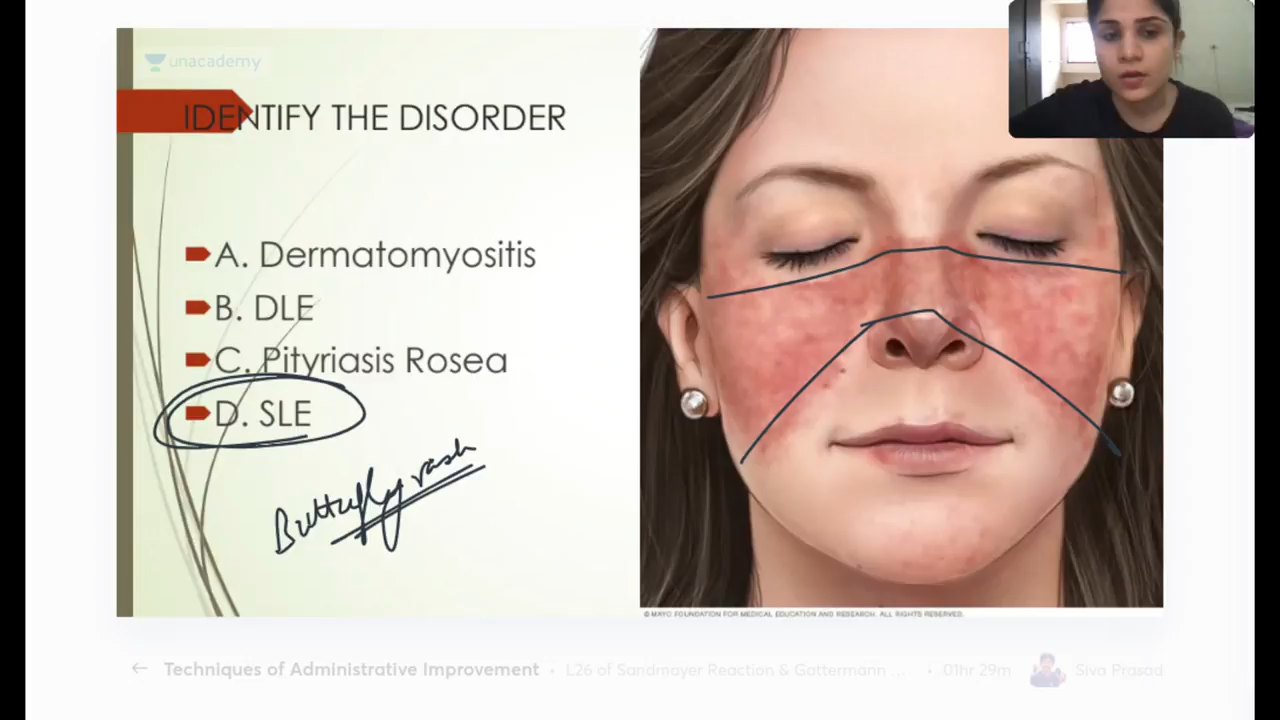 unacademy
IDENTIFY THE DISORDER
A. Dermatomyositis
B. DLE
C. Pityriasis Rosea
D. SLE
Butterfly rash
© MAYO FOUNDATION FOR MEDICAL EDUCATION AND RESEARCH. ALL RIGHTS RESERVED.
← Techniques of Administrative Improvement • L26 of Sandmayer Reaction & Gattermann ... • 01hr 29m Siva Prasad